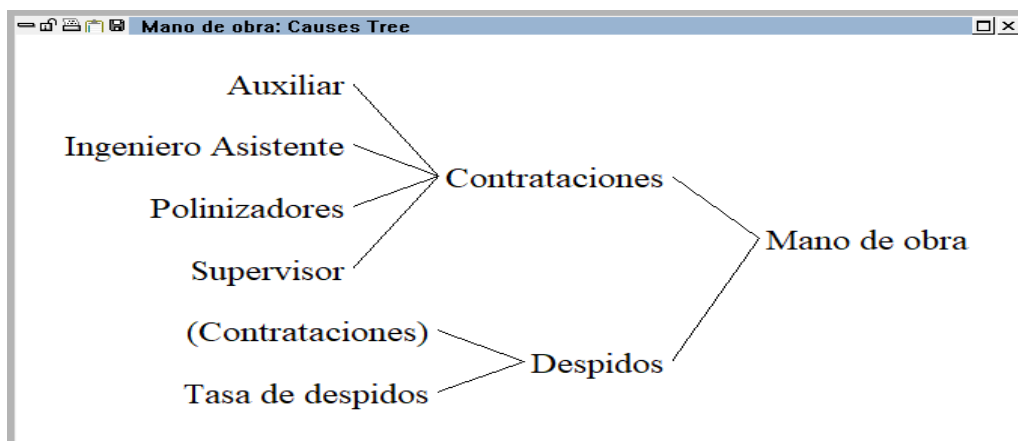 Mano de obra: Causes Tree
Auxiliar
Ingeniero Asistente
Contrataciones
Polinizadores
Mano de obra
Supervisor
(Contrataciones)
Despidos
Tasa de despidos